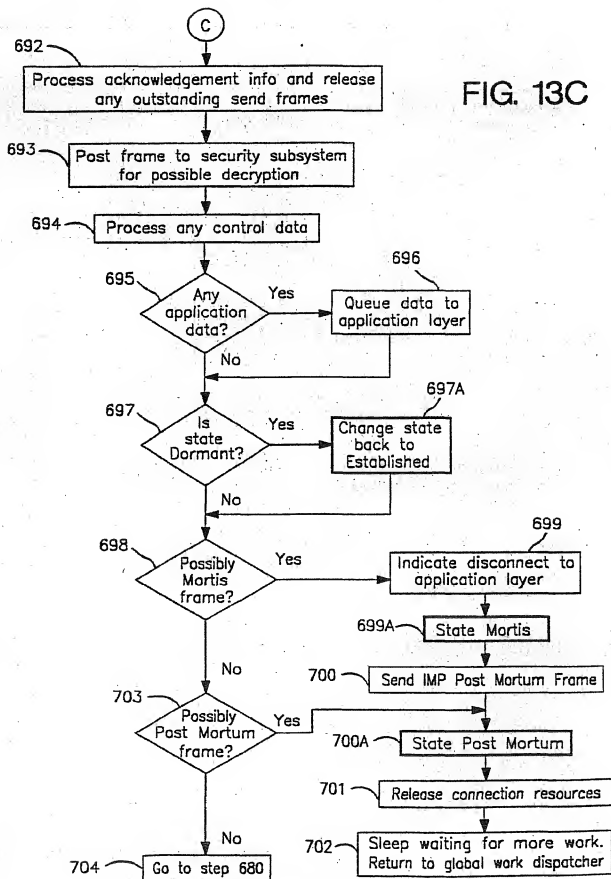 C
692
Process acknowledgement info and release
any outstanding send frames
FIG. 13C
693
Post frame to security subsystem
for possible decryption
694
Process any control data
695
Any
application
data?
Yes
696
Queue data to
application layer
No
697
Is
state
Dormant?
Yes
697A
Change state
back to
Established
No
698
Possibly
Mortis
frame?
Yes
699
Indicate disconnect to
application layer
699A
State Mortis
No
700
Send IMP Post Mortum Frame
703
Possibly
Post Mortum
frame?
Yes
700A
State Post Mortum
701
Release connection resources
No
702
Sleep waiting for more work.
Return to global work dispatcher
704
Go to step 680